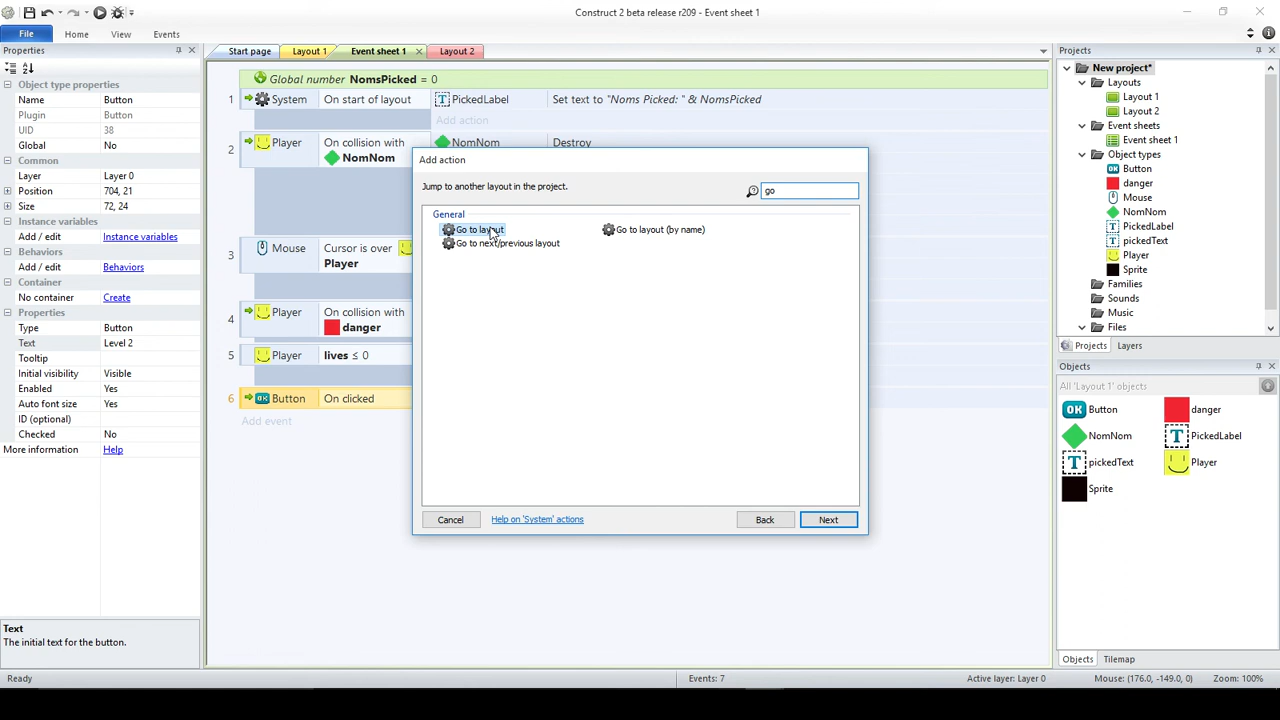 Construct 2 beta release r209 - Event sheet 1
File Home View Events
Properties
Object type properties
Name Button
Plugin Button
UID 38
Global No
Common
Layer Layer 0
Position 704, 21
Size 72, 24
Instance variables
Add / edit Instance variables
Behaviors
Add / edit Behaviors
Container
No container Create
Properties
Type Button
Text Level 2
Tooltip
Initial visibility Visible
Enabled Yes
Auto font size Yes
ID (optional)
Checked No
More information Help
Text
The initial text for the button.
Ready
Start page Layout 1 Event sheet 1 Layout 2
Global number NomsPicked = 0
1 System On start of layout T PickedLabel Set text to "Noms Picked: " & NomsPicked
Add action
2 Player On collision with NomNom Destroy
NomNom
3 Mouse Cursor is over
Player
4 Player On collision with
danger
5 Player lives ≤ 0
6 OK Button On clicked
Add event
Add action
Jump to another layout in the project.
go
General
Go to layout Go to layout (by name)
Go to next/previous layout
Cancel Help on 'System' actions Back Next
Projects
New project*
Layouts
Layout 1
Layout 2
Event sheets
Event sheet 1
Object types
Button
danger
Mouse
NomNom
PickedLabel
pickedText
Player
Sprite
Families
Sounds
Music
Files
Projects Layers
Objects
All 'Layout 1' objects
OK Button danger
NomNom T PickedLabel
T pickedText Player
Sprite
Objects Tilemap
Events: 7 Active layer: Layer 0 Mouse: (176.0, -149.0, 0) Zoom: 100%